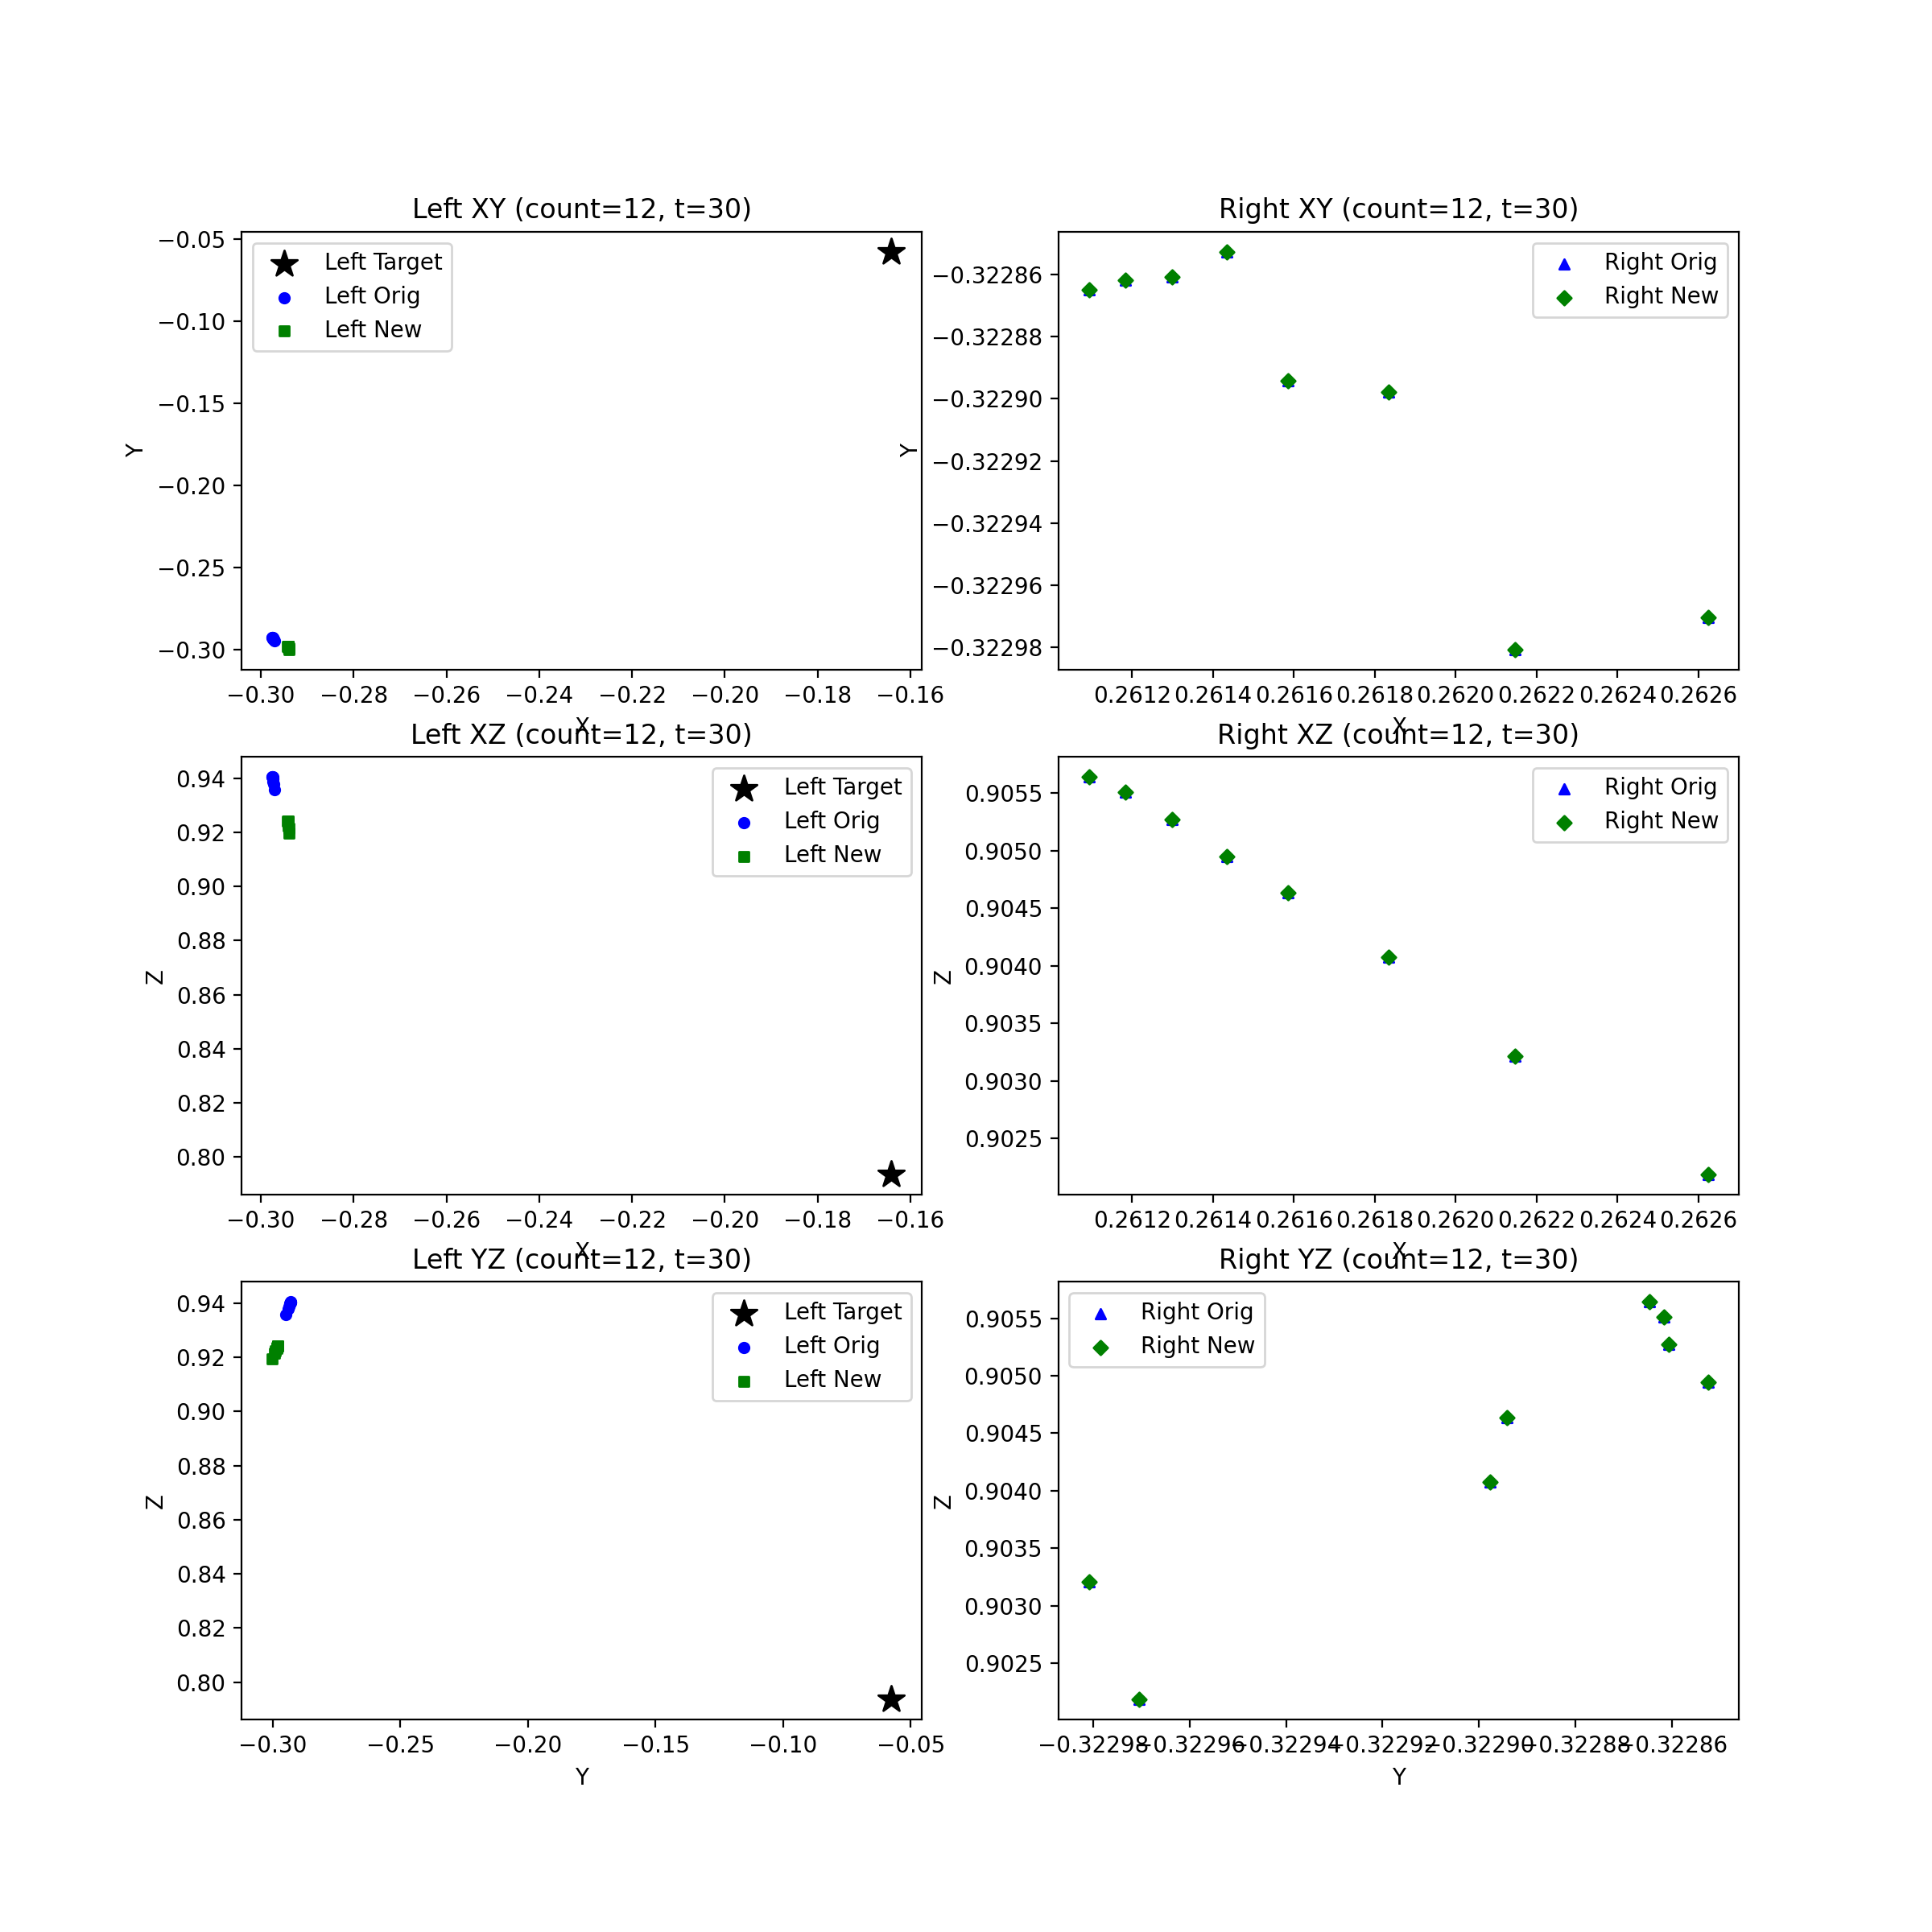 Left XY (count=12, t=30)
−0.05
−0.10
−0.15
−0.20
−0.25
−0.30
Y
Left Target
Left Orig
Left New
−0.30 −0.28 −0.26 −0.24 −0.22 −0.20 −0.18 −0.16
X
Right XY (count=12, t=30)
−0.32286
−0.32288
−0.32290
−0.32292
−0.32294
−0.32296
−0.32298
Y
Right Orig
Right New
0.2612 0.2614 0.2616 0.2618 0.2620 0.2622 0.2624 0.2626
X
Left XZ (count=12, t=30)
0.94
0.92
0.90
0.88
0.86
0.84
0.82
0.80
Z
Left Target
Left Orig
Left New
−0.30 −0.28 −0.26 −0.24 −0.22 −0.20 −0.18 −0.16
X
Right XZ (count=12, t=30)
0.9055
0.9050
0.9045
0.9040
0.9035
0.9030
0.9025
Z
Right Orig
Right New
0.2612 0.2614 0.2616 0.2618 0.2620 0.2622 0.2624 0.2626
X
Left YZ (count=12, t=30)
0.94
0.92
0.90
0.88
0.86
0.84
0.82
0.80
Z
Left Target
Left Orig
Left New
−0.30 −0.25 −0.20 −0.15 −0.10 −0.05
Y
Right YZ (count=12, t=30)
0.9055
0.9050
0.9045
0.9040
0.9035
0.9030
0.9025
Z
Right Orig
Right New
−0.32298 −0.32296 −0.32294 −0.32292 −0.32290 −0.32288 −0.32286
Y